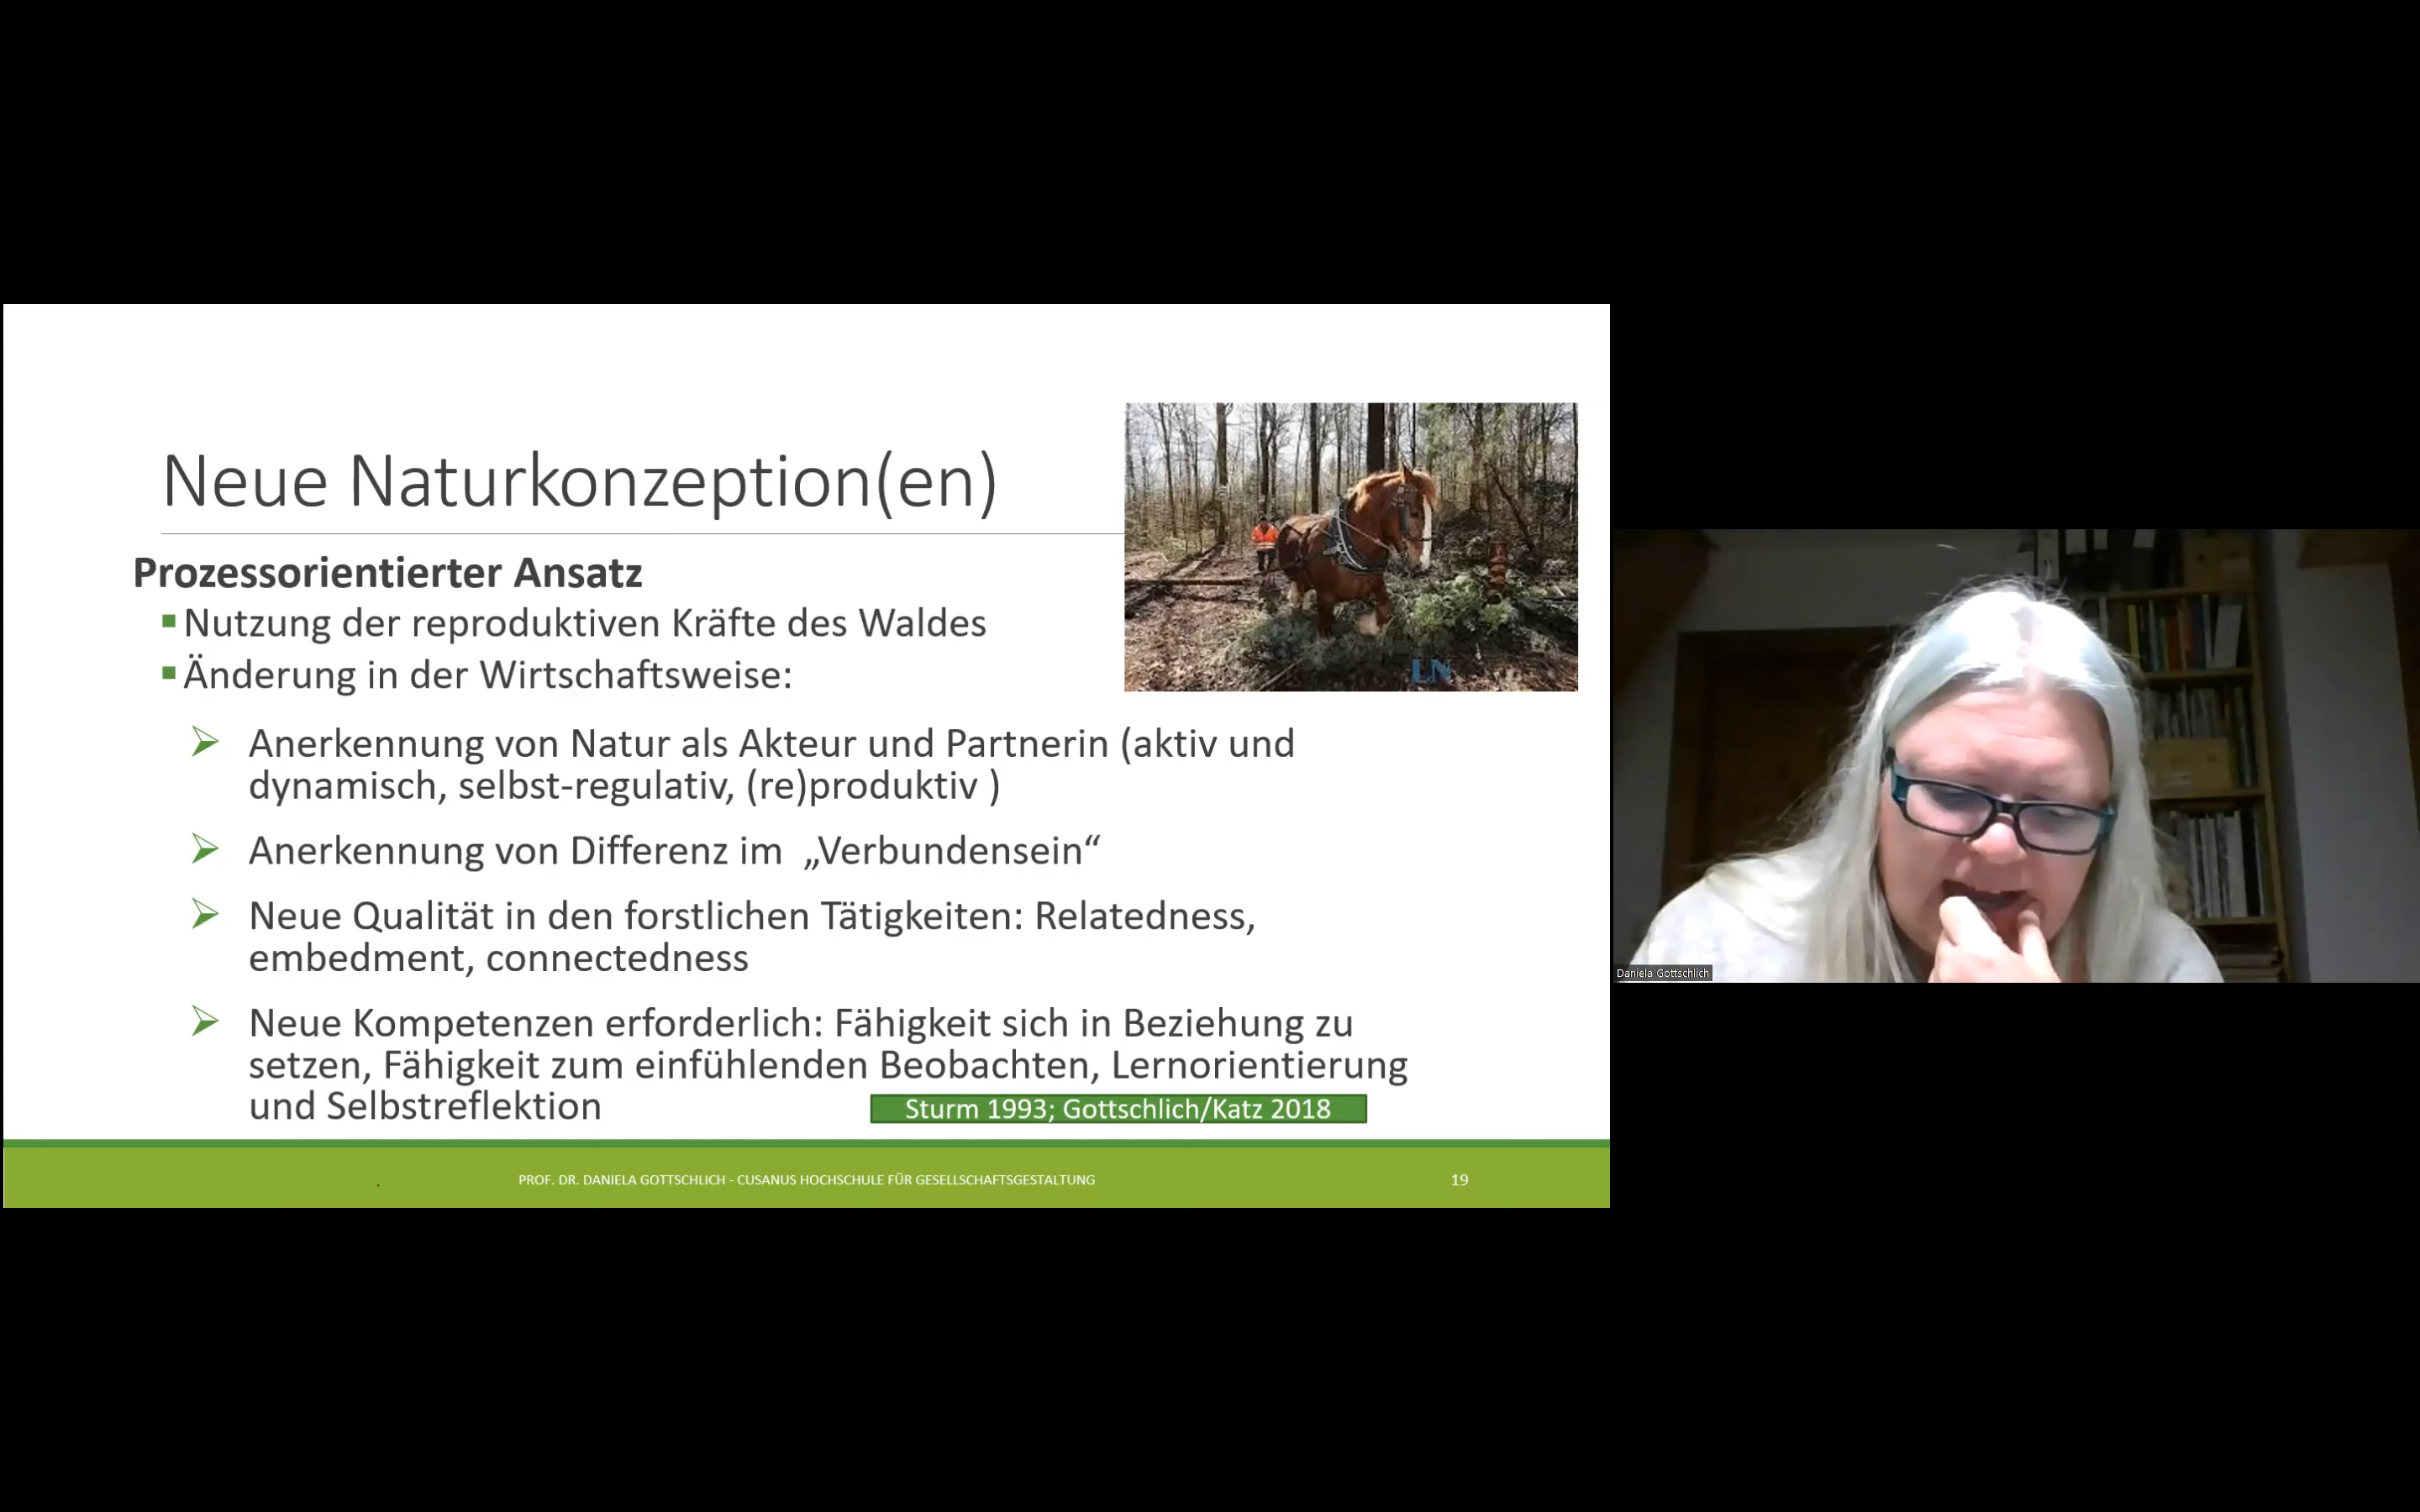 Neue Naturkonzeption(en)
Prozessorientierter Ansatz
Nutzung der reproduktiven Kräfte des Waldes
Änderung in der Wirtschaftsweise:
Anerkennung von Natur als Akteur und Partnerin (aktiv und
dynamisch, selbst-regulativ, (re)produktiv )
Anerkennung von Differenz im „Verbundensein“
Neue Qualität in den forstlichen Tätigkeiten: Relatedness,
embedment, connectedness
Neue Kompetenzen erforderlich: Fähigkeit sich in Beziehung zu
setzen, Fähigkeit zum einfühlenden Beobachten, Lernorientierung
und Selbstreflektion
Sturm 1993; Gottschlich/Katz 2018
PROF. DR. DANIELA GOTTSCHLICH - CUSANUS HOCHSCHULE FÜR GESELLSCHAFTSGESTALTUNG
19
LN
Daniela Gottschlich